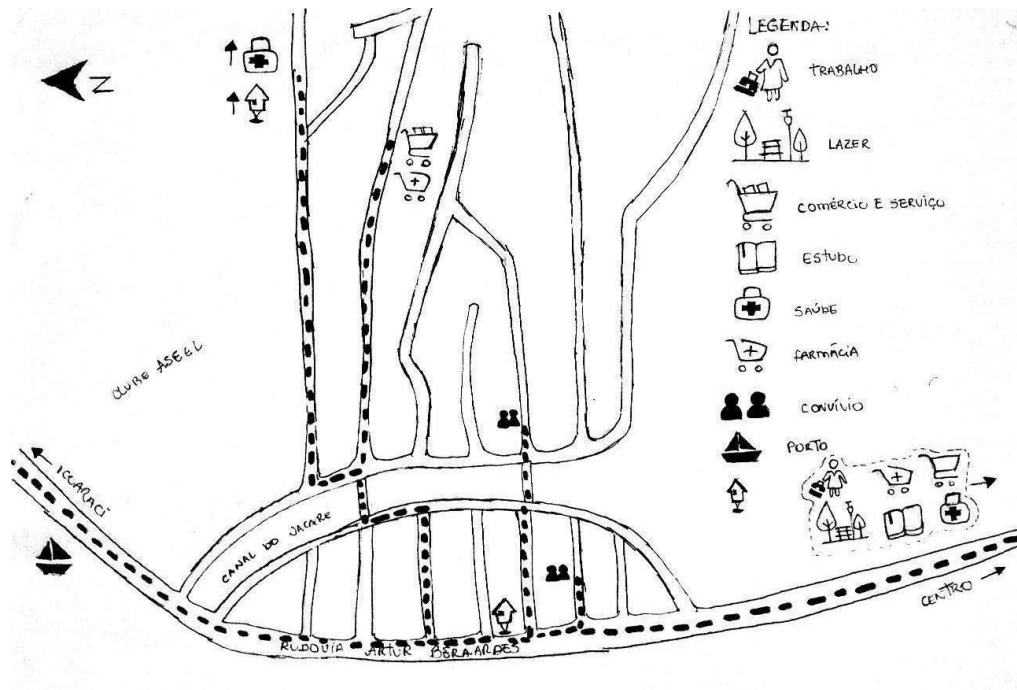 N
LEGENDA:
TRABALHO
LAZER
COMÉRCIO E SERVIÇO
ESTUDO
SAÚDE
FARMÁCIA
CONVÍVIO
PORTO
CLUBE ASEEL
ICOARACI
CANAL DO JACARE
RODOVIA ARTUR BERNARDES
CENTRO